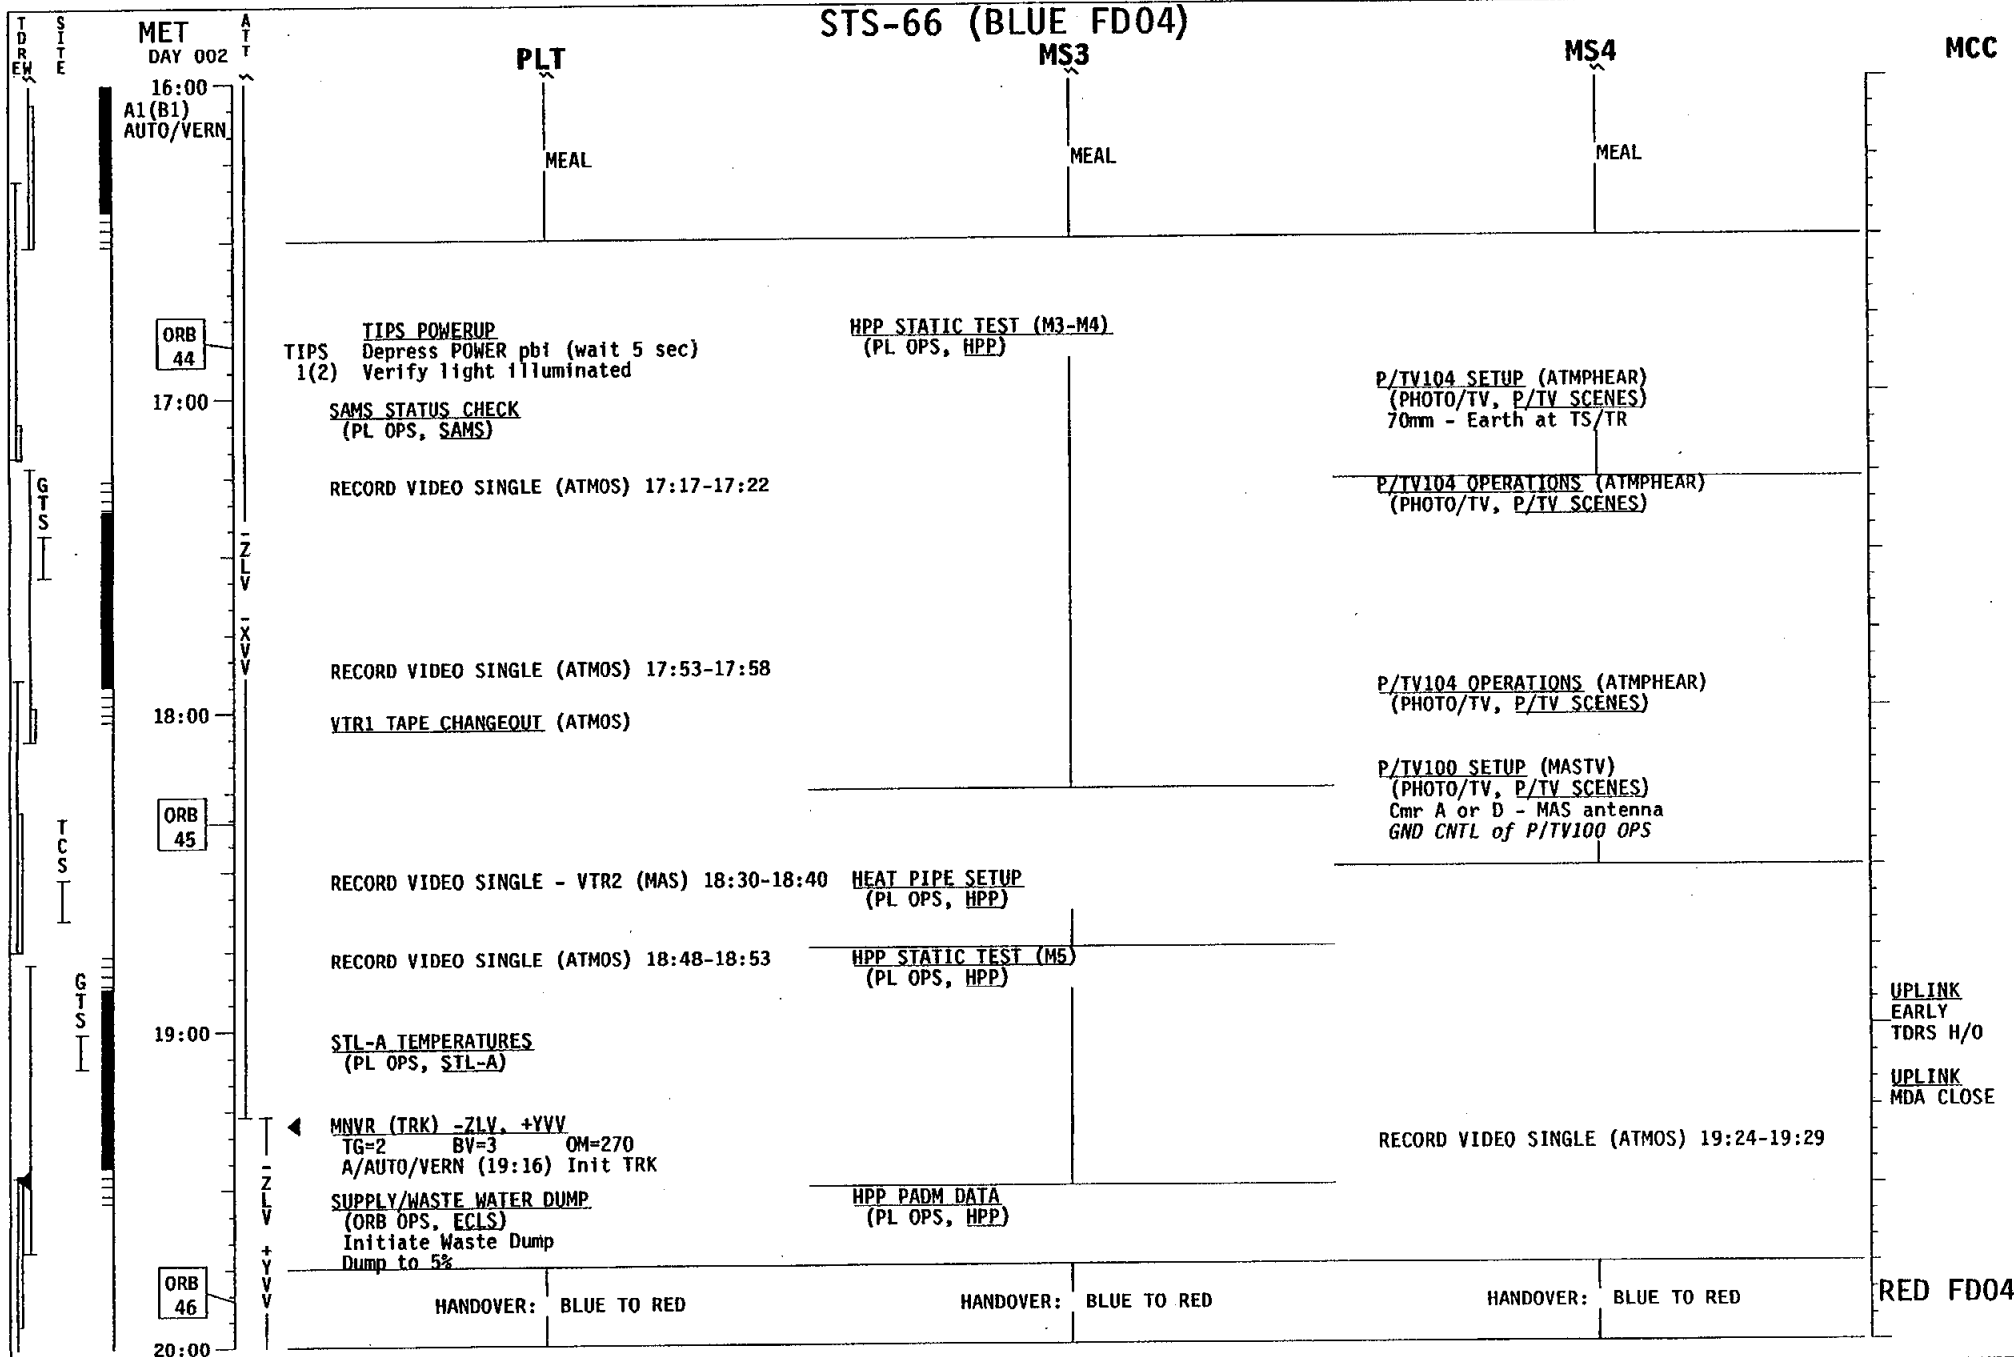 STS-66 (BLUE FD04)
TDRE W
SITE
MET
DAY 002
ATT
PLT
MS3
MS4
MCC
16:00
A1(B1)
AUTO/VERN
MEAL
MEAL
MEAL
ORB
44
TIPS POWERUP
TIPS Depress POWER pbi (wait 5 sec)
1(2) Verify light illuminated
HPP STATIC TEST (M3-M4)
(PL OPS, HPP)
P/TV104 SETUP (ATMPHEAR)
(PHOTO/TV, P/TV SCENES)
70mm - Earth at TS/TR
17:00
SAMS STATUS CHECK
(PL OPS, SAMS)
GTS
RECORD VIDEO SINGLE (ATMOS) 17:17-17:22
P/TV104 OPERATIONS (ATMPHEAR)
(PHOTO/TV, P/TV SCENES)
-ZLV -XVV
RECORD VIDEO SINGLE (ATMOS) 17:53-17:58
P/TV104 OPERATIONS (ATMPHEAR)
(PHOTO/TV, P/TV SCENES)
18:00
VTR1 TAPE CHANGEOUT (ATMOS)
P/TV100 SETUP (MASTV)
(PHOTO/TV, P/TV SCENES)
Cmr A or D - MAS antenna
GND CNTL of P/TV100 OPS
ORB
45
TCS
RECORD VIDEO SINGLE - VTR2 (MAS) 18:30-18:40
HEAT PIPE SETUP
(PL OPS, HPP)
RECORD VIDEO SINGLE (ATMOS) 18:48-18:53
HPP STATIC TEST (M5)
(PL OPS, HPP)
GTS
UPLINK
EARLY
TDRS H/O
19:00
STL-A TEMPERATURES
(PL OPS, STL-A)
UPLINK
MDA CLOSE
MNVR (TRK) -ZLV, +YVV
TG=2 BV=3 OM=270
A/AUTO/VERN (19:16) Init TRK
RECORD VIDEO SINGLE (ATMOS) 19:24-19:29
-ZLV +YVV
SUPPLY/WASTE WATER DUMP
(ORB OPS, ECLS)
Initiate Waste Dump
Dump to 5%
HPP PADM DATA
(PL OPS, HPP)
ORB
46
HANDOVER: BLUE TO RED
HANDOVER: BLUE TO RED
HANDOVER: BLUE TO RED
RED FD04
20:00